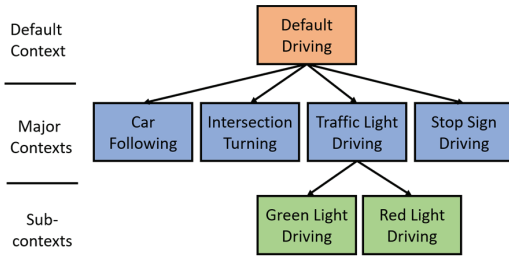 Default
Context
Default
Driving
Major
Contexts
Car
Following
Intersection
Turning
Traffic Light
Driving
Stop Sign
Driving
Sub-
contexts
Green Light
Driving
Red Light
Driving